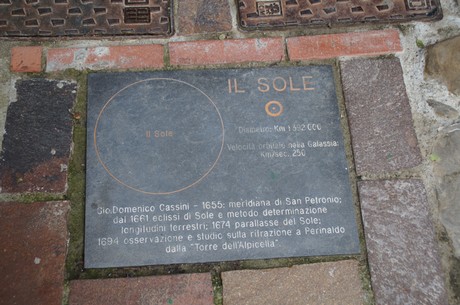 IL SOLE
Il Sole
Diametro: Km 1 392 000
Velocità orbitale nella Galassia:
Km/sec. 250
Gio.Domenico Cassini - 1655: meridiana di San Petronio;
dal 1661 eclissi di Sole e metodo determinazione
longitudini terrestri; 1674 parallasse del Sole;
1694 osservazione e studio sulla rifrazione a Perinaldo
dalla "Torre dell'Alpicella"